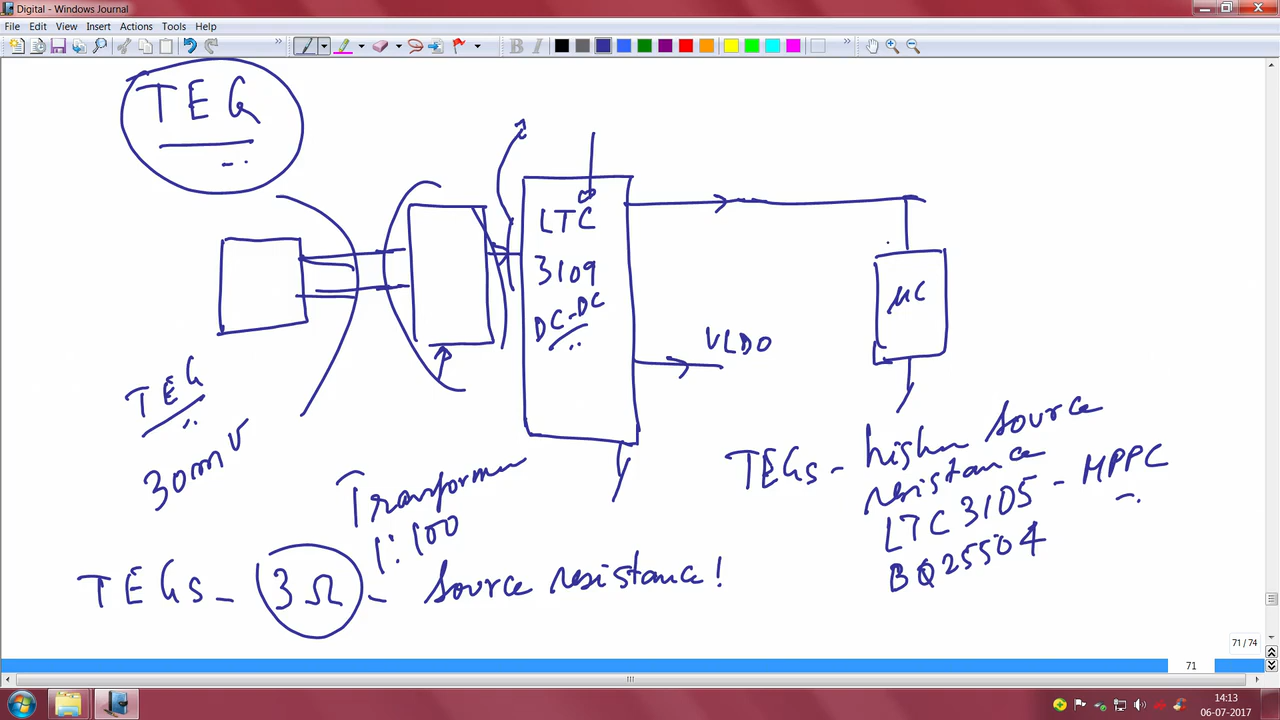 Digital - Windows Journal
File Edit View Insert Actions Tools Help
TEG
LTC
3109
DC-DC
μC
VLDO
TEG
30mV
Transformer
1:100
TEGs - higher source
resistance
LTC 3105 - MPPC
BQ25504
TEGs - 3Ω - source resistance!
71 / 74
71
14:13
06-07-2017